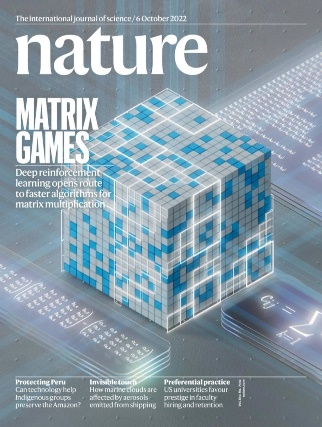 The international journal of science / 6 October 2022
nature
MATRIX
GAMES
Deep reinforcement
learning opens route
to faster algorithms for
matrix multiplication
Protecting Peru
Can technology help
Indigenous groups
preserve the Amazon?
Invisible touch
How marine clouds are
affected by aerosols
emitted from shipping
Preferential practice
US universities favour
prestige in faculty
hiring and retention